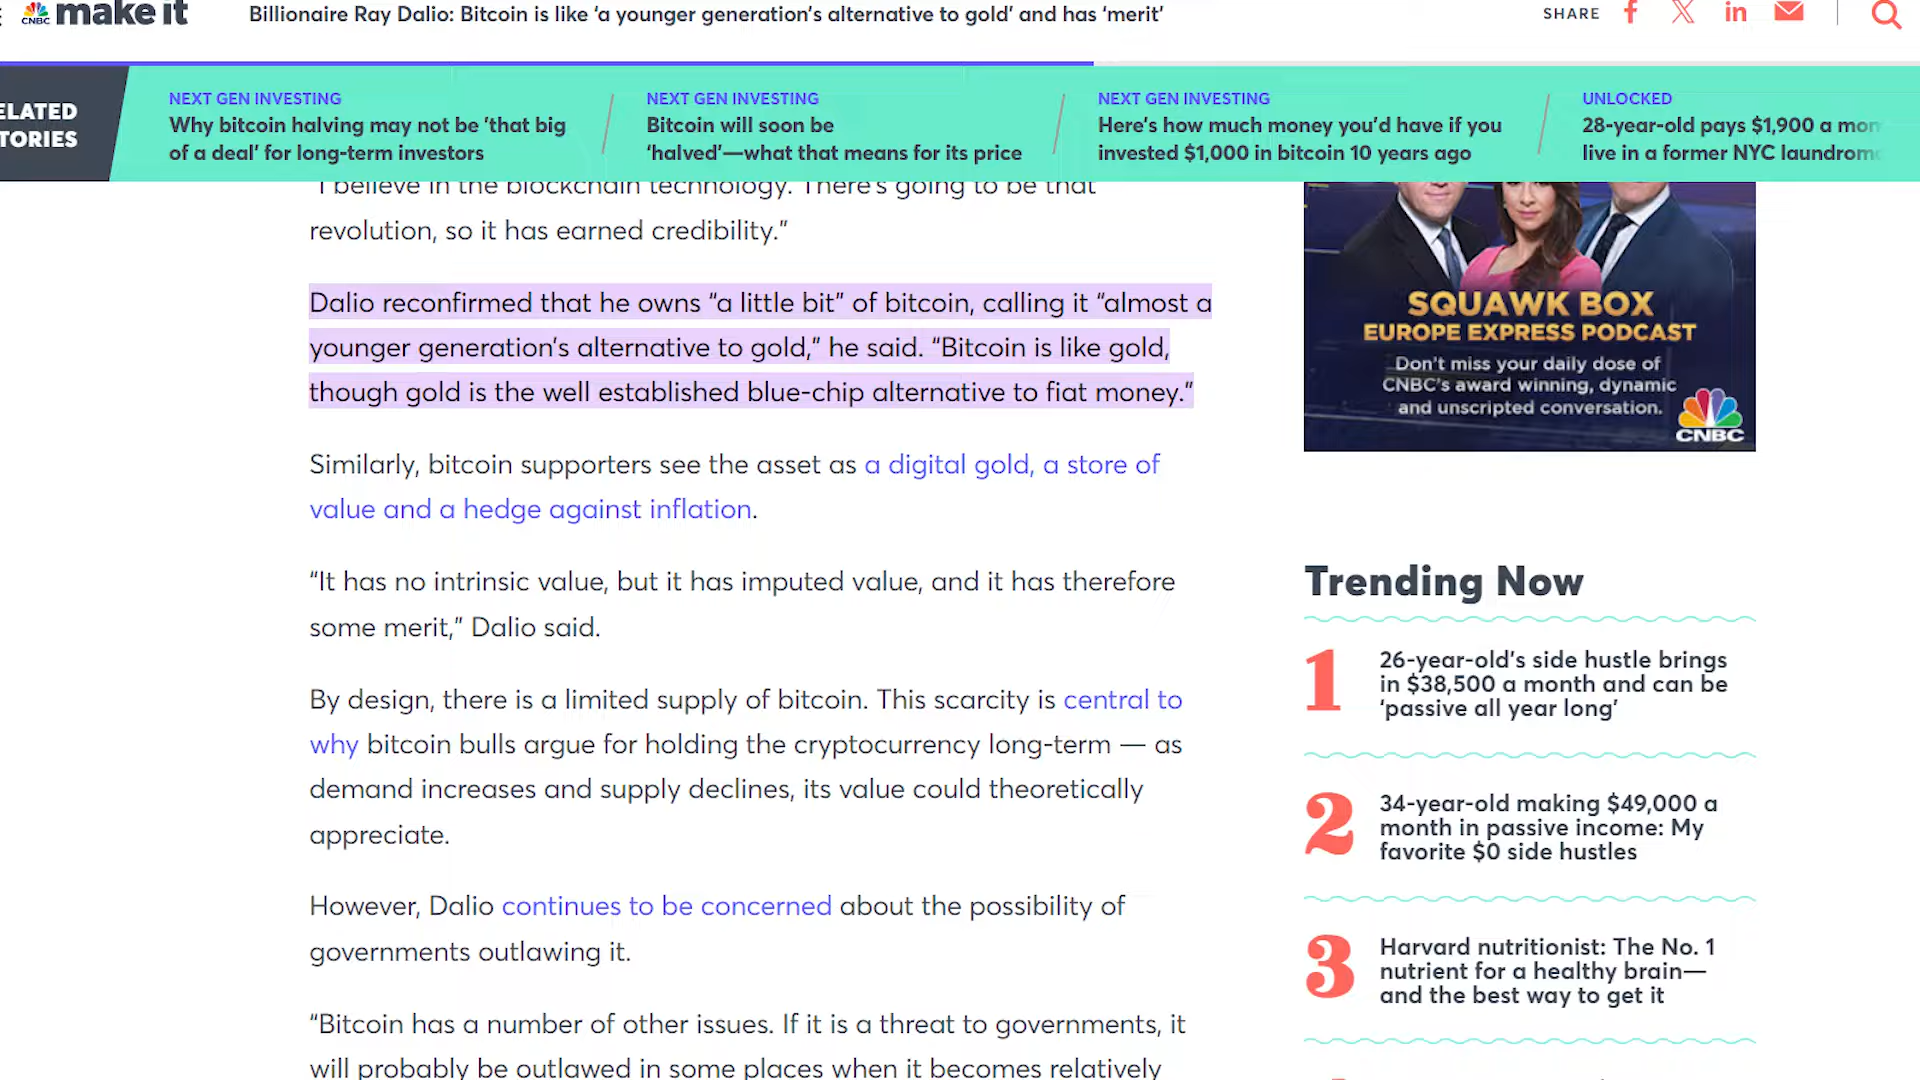 CNBC make it
Billionaire Ray Dalio: Bitcoin is like ‘a younger generation’s alternative to gold’ and has ‘merit’
SHARE
ELATED
TORIES
NEXT GEN INVESTING
Why bitcoin halving may not be ‘that big
of a deal’ for long-term investors
NEXT GEN INVESTING
Bitcoin will soon be
‘halved’—what that means for its price
NEXT GEN INVESTING
Here’s how much money you’d have if you
invested $1,000 in bitcoin 10 years ago
UNLOCKED
28-year-old pays $1,900 a mon
live in a former NYC laundrom
“I believe in the blockchain technology. There’s going to be that
revolution, so it has earned credibility.”
Dalio reconfirmed that he owns “a little bit” of bitcoin, calling it “almost a
younger generation’s alternative to gold,” he said. “Bitcoin is like gold,
though gold is the well established blue-chip alternative to fiat money.”
Similarly, bitcoin supporters see the asset as a digital gold, a store of
value and a hedge against inflation.
“It has no intrinsic value, but it has imputed value, and it has therefore
some merit,” Dalio said.
By design, there is a limited supply of bitcoin. This scarcity is central to
why bitcoin bulls argue for holding the cryptocurrency long-term — as
demand increases and supply declines, its value could theoretically
appreciate.
However, Dalio continues to be concerned about the possibility of
governments outlawing it.
“Bitcoin has a number of other issues. If it is a threat to governments, it
will probably be outlawed in some places when it becomes relatively
SQUAWK BOX
EUROPE EXPRESS PODCAST
Don’t miss your daily dose of
CNBC’s award winning, dynamic
and unscripted conversation.
CNBC
Trending Now
1
26-year-old’s side hustle brings
in $38,500 a month and can be
‘passive all year long’
2
34-year-old making $49,000 a
month in passive income: My
favorite $0 side hustles
3
Harvard nutritionist: The No. 1
nutrient for a healthy brain—
and the best way to get it